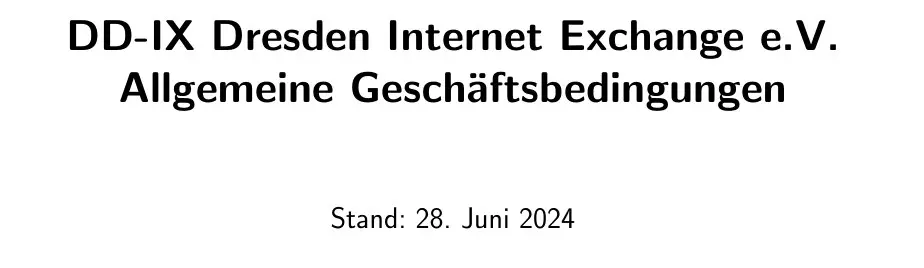 DD-IX Dresden Internet Exchange e.V.
Allgemeine Geschäftsbedingungen
Stand: 28. Juni 2024